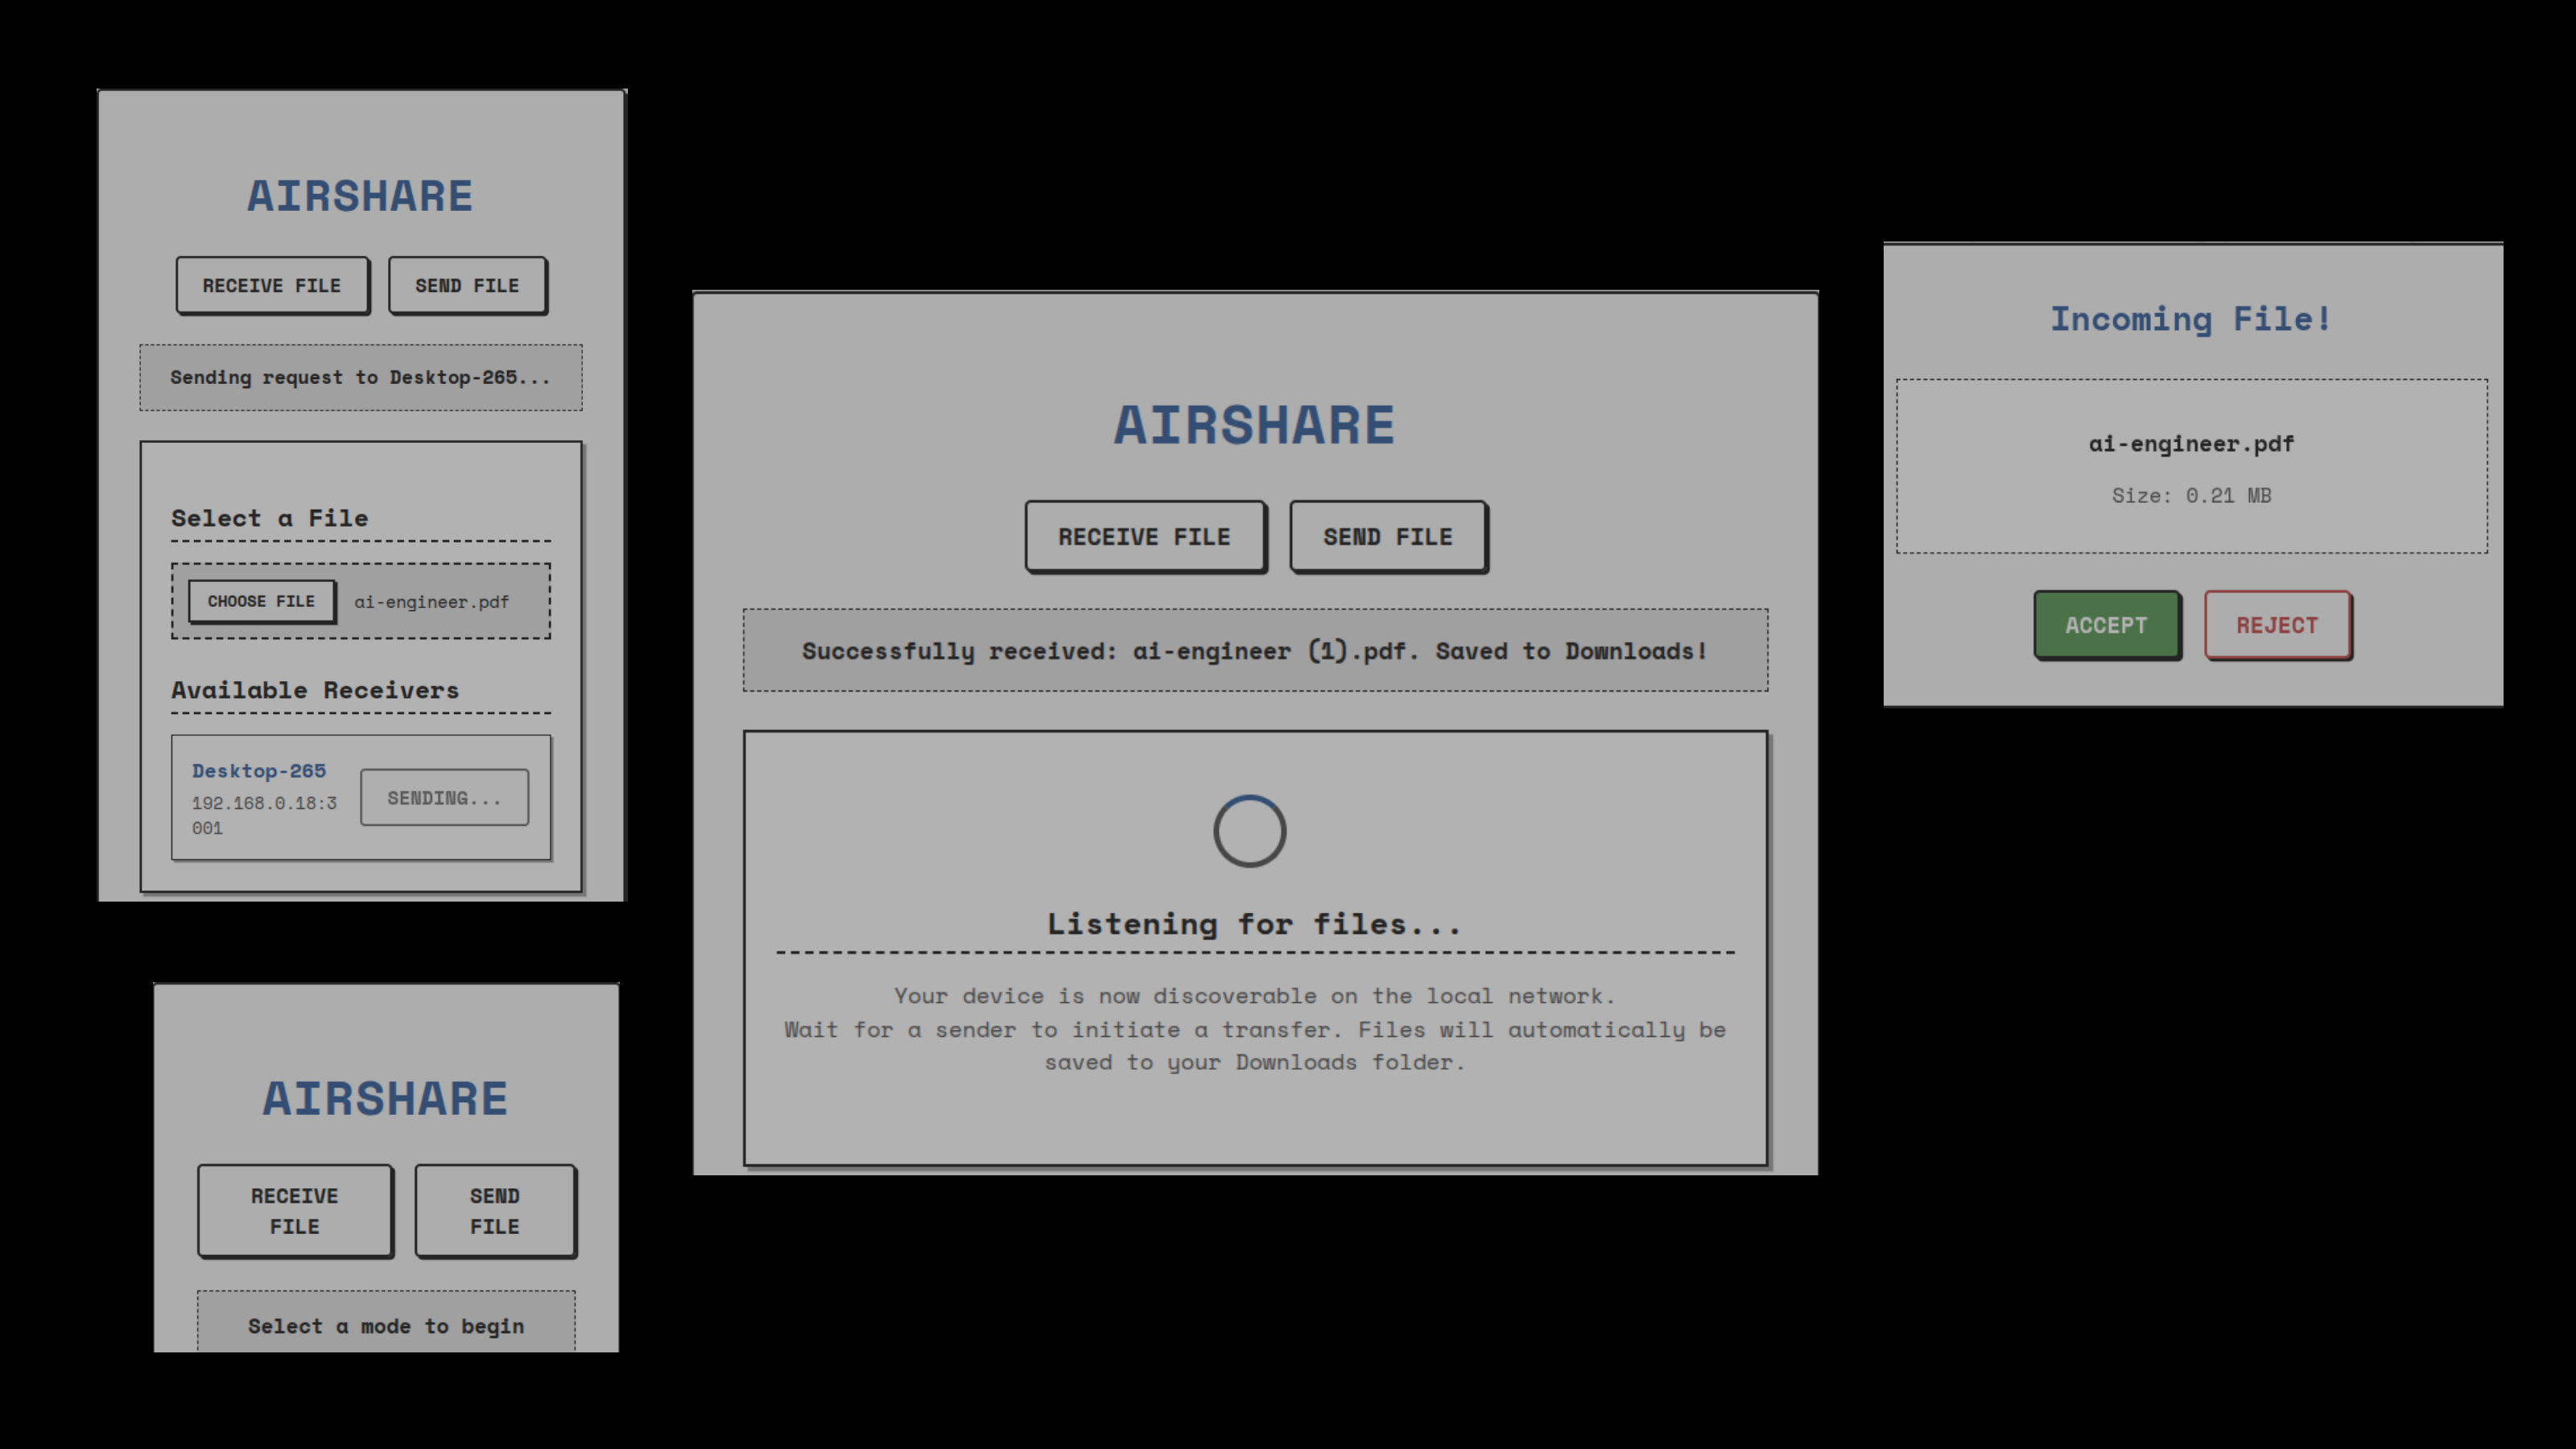 AIRSHARE
RECEIVE FILE
SEND FILE
Sending request to Desktop-265...
Select a File
CHOOSE FILE
ai-engineer.pdf
Available Receivers
Desktop-265
192.168.0.18:3
001
SENDING...
AIRSHARE
RECEIVE
FILE
SEND
FILE
Select a mode to begin
AIRSHARE
RECEIVE FILE
SEND FILE
Successfully received: ai-engineer (1).pdf. Saved to Downloads!
Listening for files...
Your device is now discoverable on the local network.
Wait for a sender to initiate a transfer. Files will automatically be
saved to your Downloads folder.
Incoming File!
ai-engineer.pdf
Size: 0.21 MB
ACCEPT
REJECT